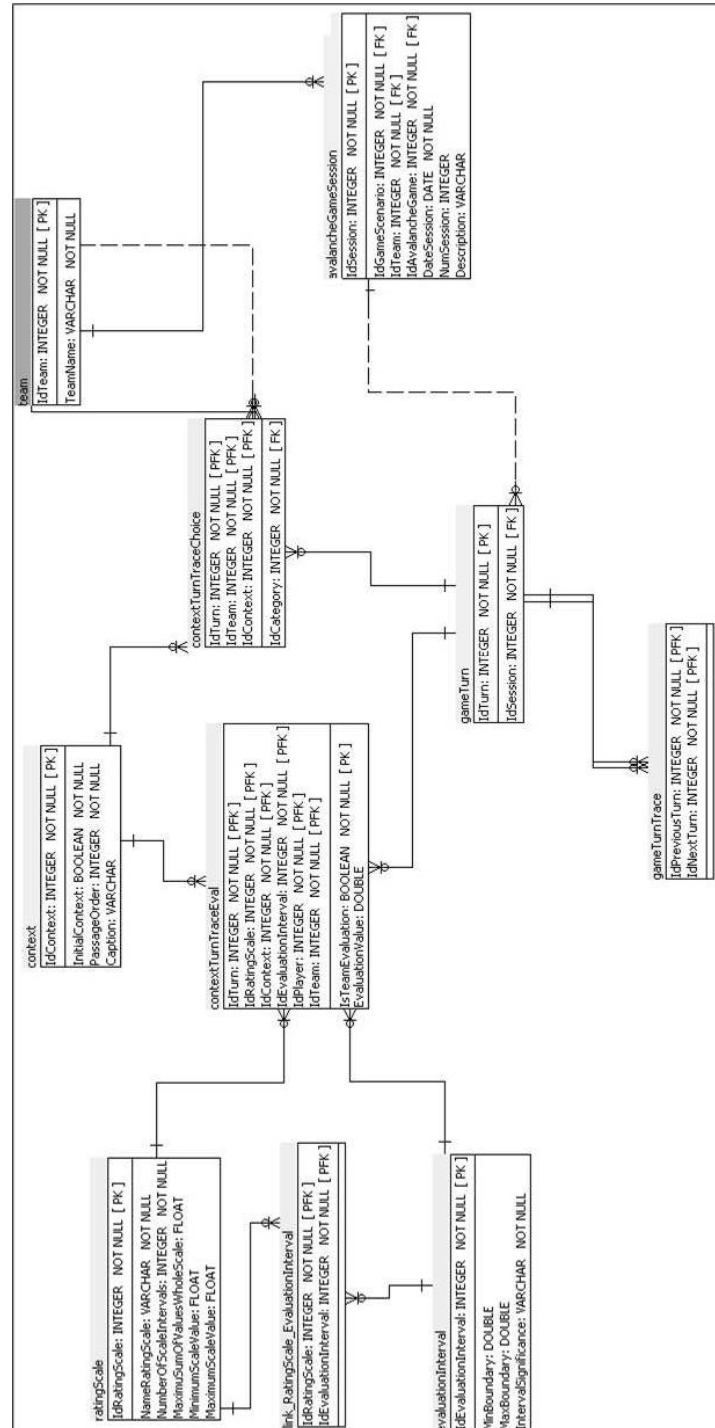 ratingScale
IdRatingScale: INTEGER NOT NULL [ PK ]
NameRatingScale: VARCHAR NOT NULL
NumberOfScaleIntervals: INTEGER NOT NULL
MaximuSumOfValuesWholeScale: FLOAT
MinimumScaleValue: FLOAT
MaximumScaleValue: FLOAT
link_RatingScale_EvaluationInterval
IdRatingScale: INTEGER NOT NULL [ PFK ]
IdEvaluationInterval: INTEGER NOT NULL [ PFK ]
evaluationInterval
IdEvaluationInterval: INTEGER NOT NULL [ PK ]
MinBoundary: DOUBLE
MaxBoundary: DOUBLE
IntervalSignificance: VARCHAR NOT NULL
context
IdContext: INTEGER NOT NULL [ PK ]
InitialContext: BOOLEAN NOT NULL
PassageOrder: INTEGER NOT NULL
Caption: VARCHAR
contextTurnTraceEval
IdTurn: INTEGER NOT NULL [ PFK ]
IdRatingScale: INTEGER NOT NULL [ PFK ]
IdContext: INTEGER NOT NULL [ PFK ]
IdEvaluationInterval: INTEGER NOT NULL [ PFK ]
IdPlayer: INTEGER NOT NULL [ PFK ]
IdTeam: INTEGER NOT NULL [ PFK ]
IsTeamEvaluation: BOOLEAN NOT NULL [ PK ]
EvaluationValue: DOUBLE
gameTurnTrace
IdPreviousTurn: INTEGER NOT NULL [ PFK ]
IdNextTurn: INTEGER NOT NULL [ PFK ]
gameTurn
IdTurn: INTEGER NOT NULL [ PK ]
IdSession: INTEGER NOT NULL [ FK ]
contextTurnTraceChoice
IdTurn: INTEGER NOT NULL [ PFK ]
IdTeam: INTEGER NOT NULL [ PFK ]
IdContext: INTEGER NOT NULL [ PFK ]
IdCategory: INTEGER NOT NULL [ FK ]
team
IdTeam: INTEGER NOT NULL [ PK ]
TeamName: VARCHAR NOT NULL
avalancheGameSession
IdSession: INTEGER NOT NULL [ PK ]
IdGameScenario: INTEGER NOT NULL [ FK ]
IdTeam: INTEGER NOT NULL [ FK ]
IdAvalancheGame: INTEGER NOT NULL [ FK ]
DateSession: DATE NOT NULL
NumSession: INTEGER
Description: VARCHAR